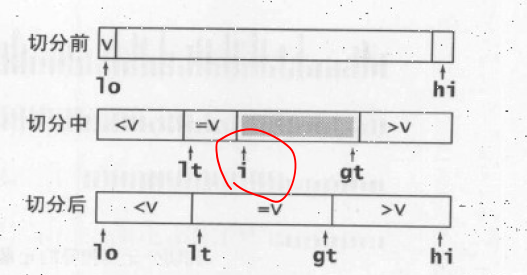 切分前 v
lo hi
切分中 <v =v >v
lt i gt
切分后 <v =v >v
lo lt gt hi